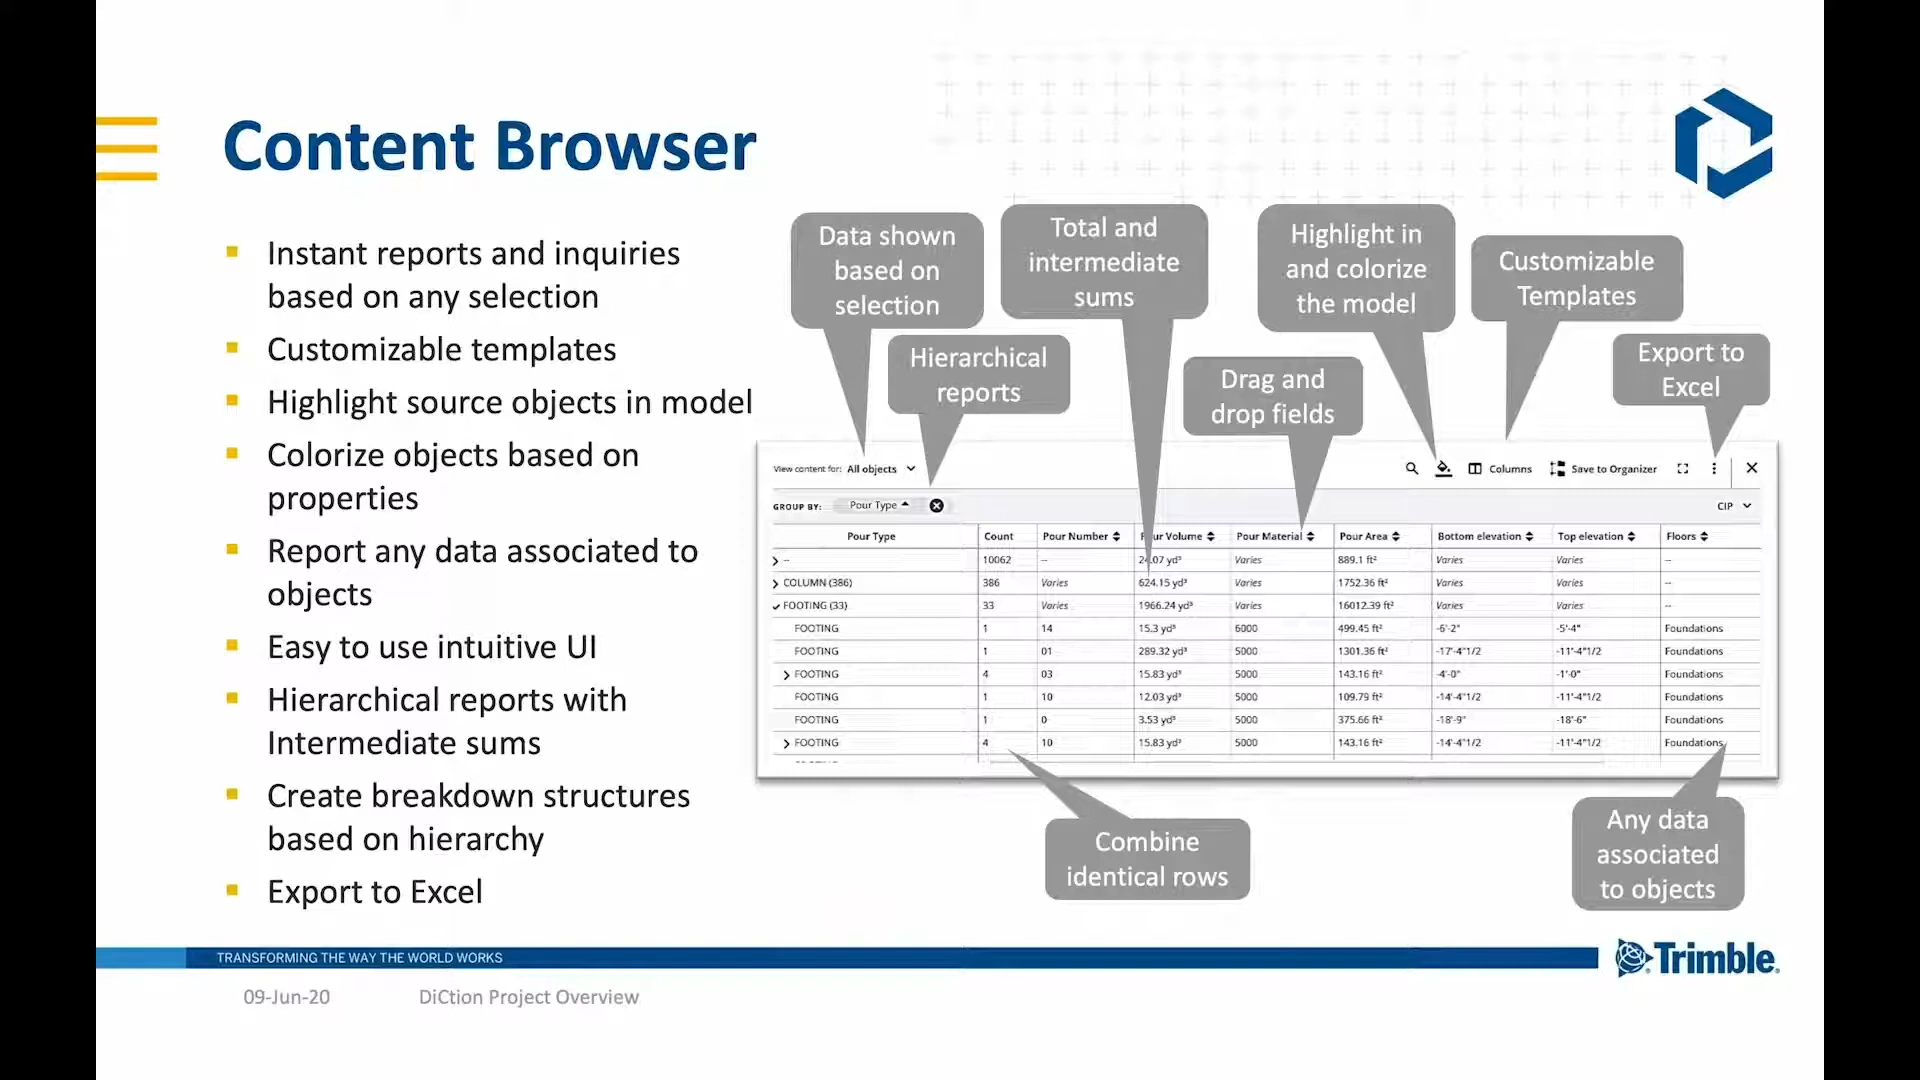 Content Browser
Instant reports and inquiries
based on any selection
Customizable templates
Highlight source objects in model
Colorize objects based on
properties
Report any data associated to
objects
Easy to use intuitive UI
Hierarchical reports with
Intermediate sums
Create breakdown structures
based on hierarchy
Export to Excel
Data shown
based on
selection
Total and
intermediate
sums
Highlight in
and colorize
the model
Customizable
Templates
Hierarchical
reports
Drag and
drop fields
Export to
Excel
View content for: All objects
Columns Save to Organizer
GROUP BY: Pour Type CIP
Pour Type Count Pour Number Volume Pour Material Pour Area Bottom elevation Top elevation Floors
-- 10062 -- Varies 889.1 ft² Varies Varies --
COLUMN (386) 386 Varies 624.15 yd³ Varies 1752.36 ft² Varies Varies --
FOOTING (33) 33 Varies 1966.24 yd³ Varies 16012.39 ft² Varies Varies --
FOOTING 1 14 15.3 yd³ 6000 499.45 ft² -6'-2" -5'-4" Foundations
FOOTING 1 01 289.32 yd³ 5000 1301.36 ft² -17'-4"1/2 -11'-4"1/2 Foundations
FOOTING 4 03 15.83 yd³ 5000 143.16 ft² -4'-0" -1'-0" Foundations
FOOTING 1 10 12.03 yd³ 5000 109.79 ft² -14'-4"1/2 -11'-4"1/2 Foundations
FOOTING 1 0 3.53 yd³ 5000 375.66 ft² -18'-9" -18'-6" Foundations
FOOTING 4 10 15.83 yd³ 5000 143.16 ft² -14'-4"1/2 -11'-4"1/2 Foundations
Combine
identical rows
Any data
associated
to objects
TRANSFORMING THE WAY THE WORLD WORKS
Trimble.
09-Jun-20 DiCtion Project Overview